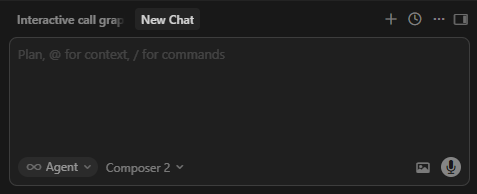 Interactive call grap
New Chat
Plan, @ for context, / for commands
Agent
Composer 2